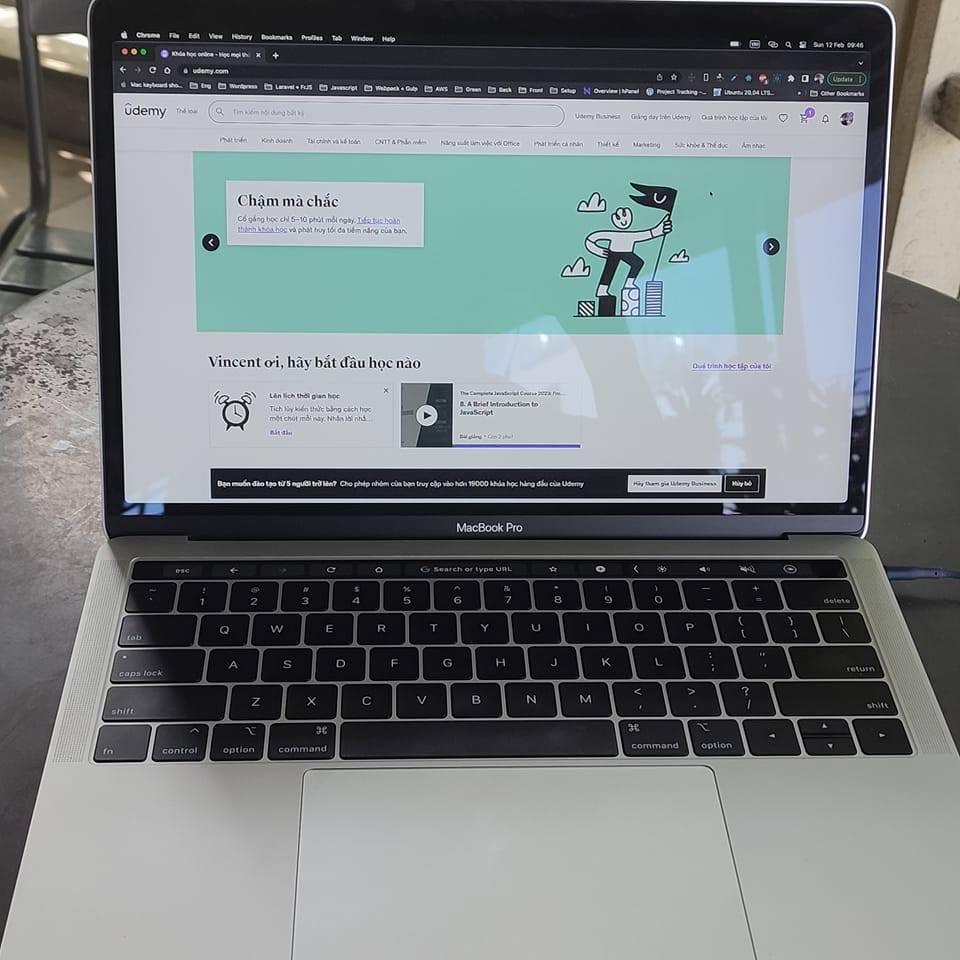 Chrome File Edit View History Bookmarks Profiles Tab Window Help
Sun 12 Feb 09:46
Khóa học online - Học mọi th
udemy.com
Update
Mac keyboard sho... Eng Wordpress Laravel + FcJS Javascript Webpack + Gulp AWS Green Back Front Setup Overview | hPanel Project Tracking -... Ubuntu 20.04 LTS... » Other Bookmarks
ûdemy Thể loại Tìm kiếm nội dung bất kỳ Udemy Business Giảng dạy trên Udemy Quá trình học tập của tôi 1
Phát triển Kinh doanh Tài chính và kế toán CNTT & Phần mềm Năng suất làm việc với Office Phát triển cá nhân Thiết kế Marketing Sức khỏe & Thể dục Âm nhạc
Chậm mà chắc
Cố gắng học chỉ 5–10 phút mỗi ngày. Tiếp tục hoàn
thành khóa học và phát huy tối đa tiềm năng của bạn.
Vincent ơi, hãy bắt đầu học nào
Quá trình học tập của tôi
Lên lịch thời gian học
Tích lũy kiến thức bằng cách học
một chút mỗi này. Nhân lời nhắ...
Bắt đầu
The Complete JavaScript Course 2023: Fro...
8. A Brief Introduction to
JavaScript
Bài giảng • Còn 2 phút
Bạn muốn đào tạo từ 5 người trở lên? Cho phép nhóm của bạn truy cập vào hơn 19000 khóa học hàng đầu của Udemy
Hãy tham gia Udemy Business Hủy bỏ
MacBook Pro
esc Search or type URL
~ ! @ # $ % ^ & * ( ) — +
` 1 2 3 4 5 6 7 8 9 0 - = delete
tab Q W E R T Y U I O P { [ } ] | \
caps lock A S D F G H J K L : ; " ' return
shift Z X C V B N M < , > . ? / shift
fn control option command command option